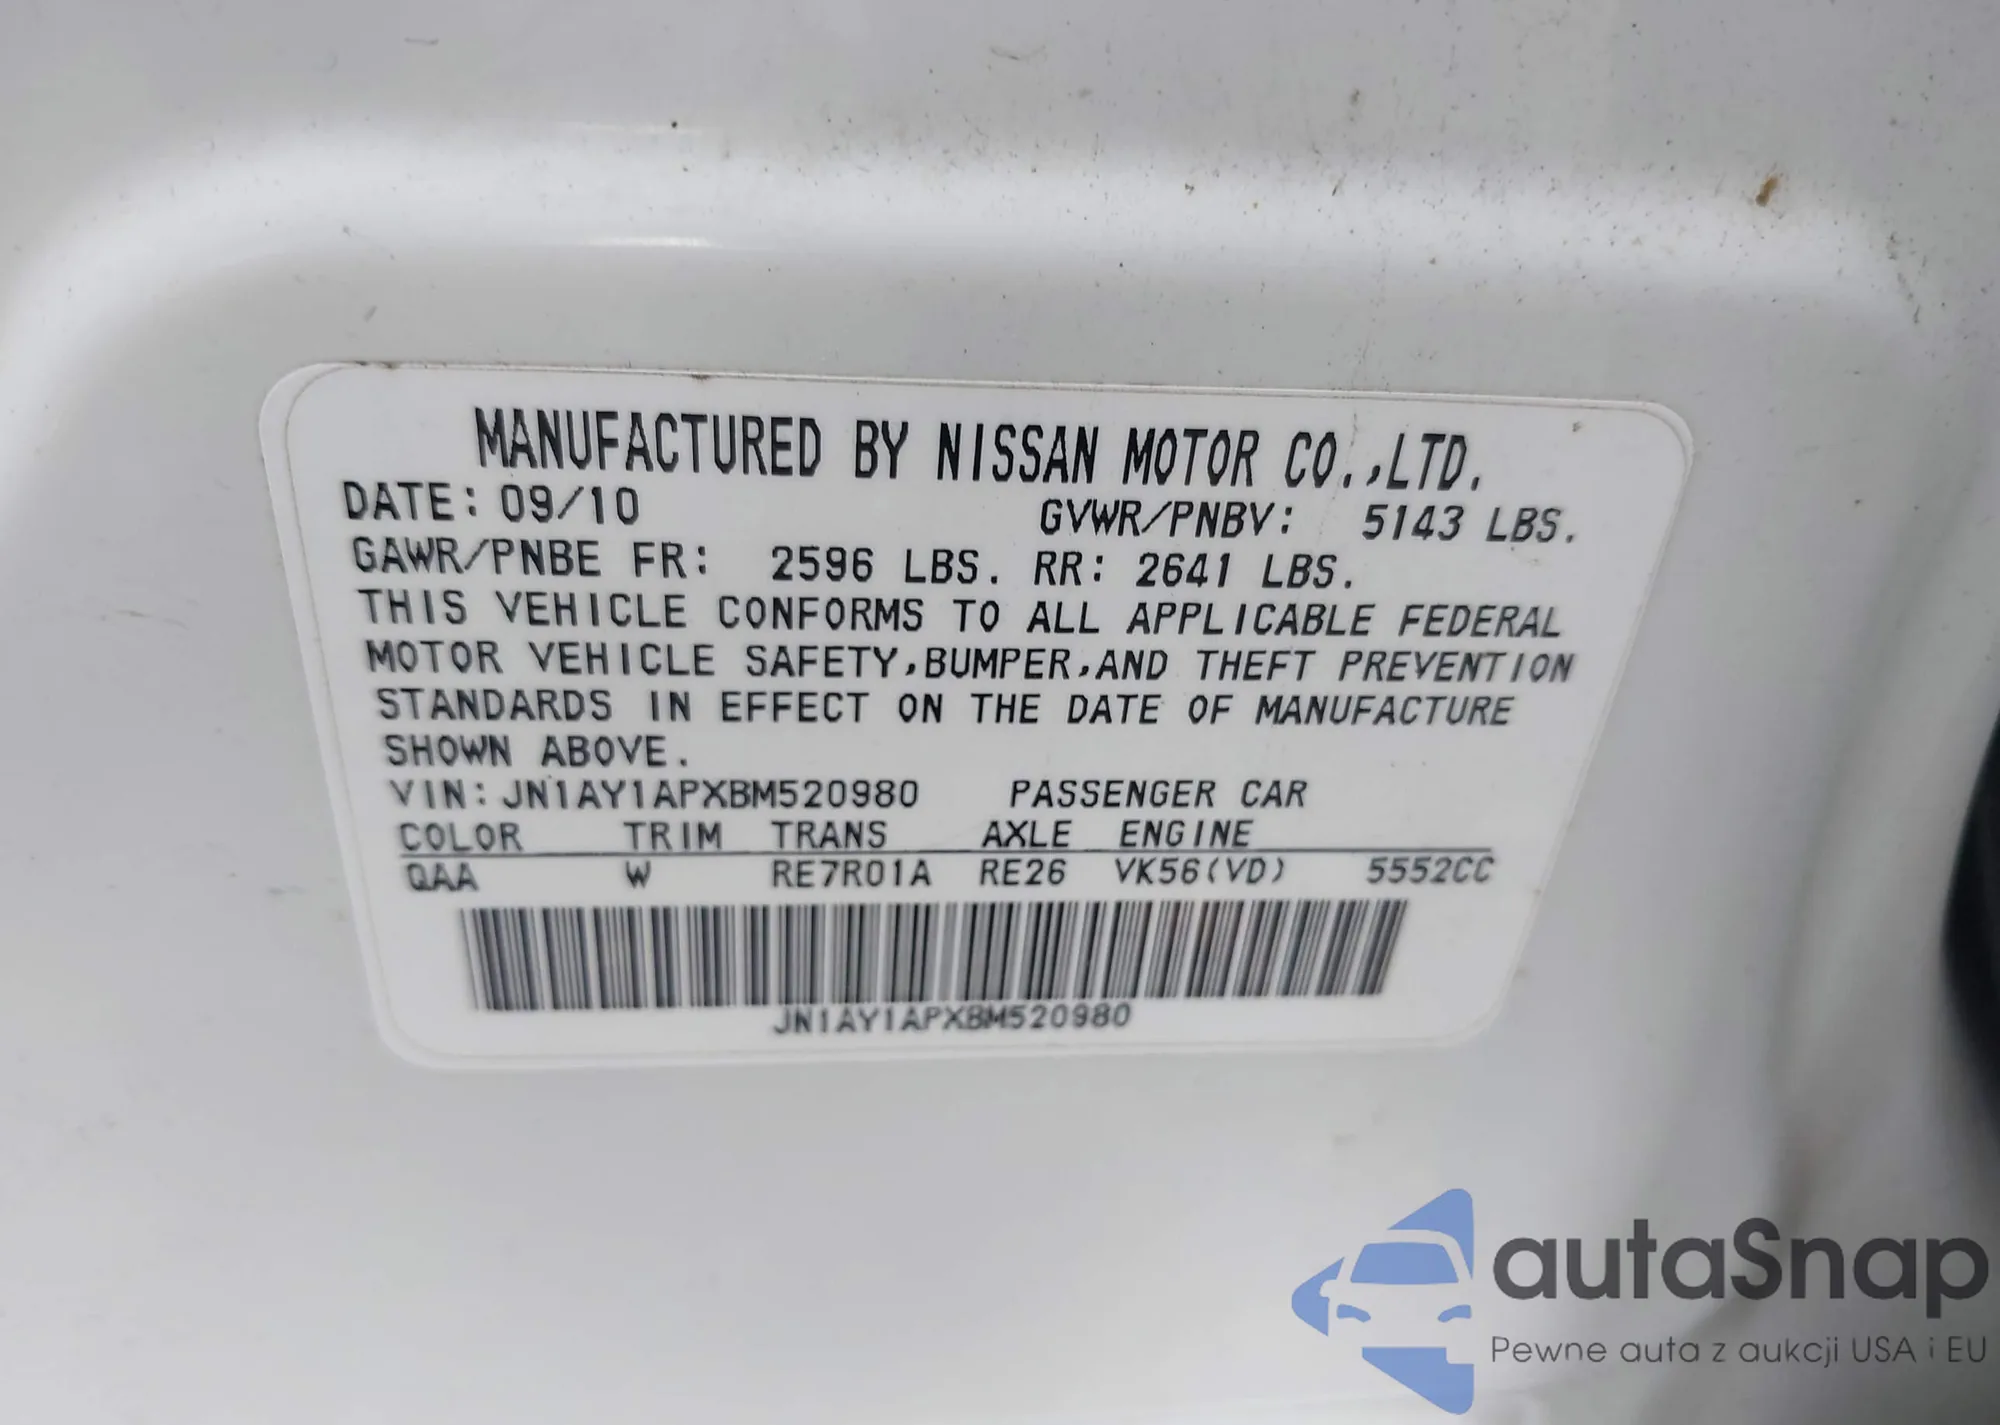 MANUFACTURED BY NISSAN MOTOR CO.,LTD.
DATE: 09/10 GVWR/PNBV: 5143 LBS.
GAWR/PNBE FR: 2596 LBS. RR: 2641 LBS.
THIS VEHICLE CONFORMS TO ALL APPLICABLE FEDERAL
MOTOR VEHICLE SAFETY,BUMPER,AND THEFT PREVENTION
STANDARDS IN EFFECT ON THE DATE OF MANUFACTURE
SHOWN ABOVE.
VIN:JN1AY1APXBM520980 PASSENGER CAR
COLOR TRIM TRANS AXLE ENGINE
QAA W RE7R01A RE26 VK56(VD) 5552CC
JN1AY1APXBM520980
autaSnap
Pewne auta z aukcji USA i EU